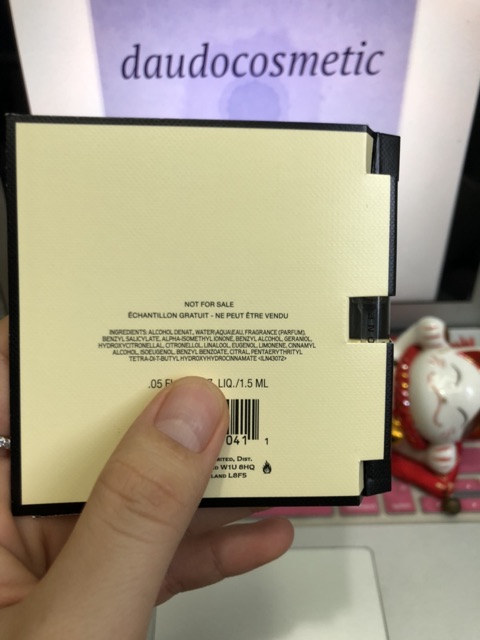 daudocosmetic
NOT FOR SALE
ÉCHANTILLON GRATUIT - NE PEUT ÊTRE VENDU
INGREDIENTS: ALCOHOL DENAT., WATER\AQUA\EAU, FRAGRANCE (PARFUM),
BENZYL SALICYLATE, ALPHA-ISOMETHYL IONONE, BENZYL ALCOHOL, GERANIOL,
HYDROXYCITRONELLAL, CITRONELLOL, LINALOOL, EUGENOL, LIMONENE, CINNAMYL
ALCOHOL, ISOEUGENOL, BENZYL BENZOATE, CITRAL, PENTAERYTHRITYL
TETRA-DI-T-BUTYL HYDROXYHYDROCINNAMATE <ILN43072>
.05 LIQ./1.5 ML
041 1
DIST.
W1U 8HQ
L8F5